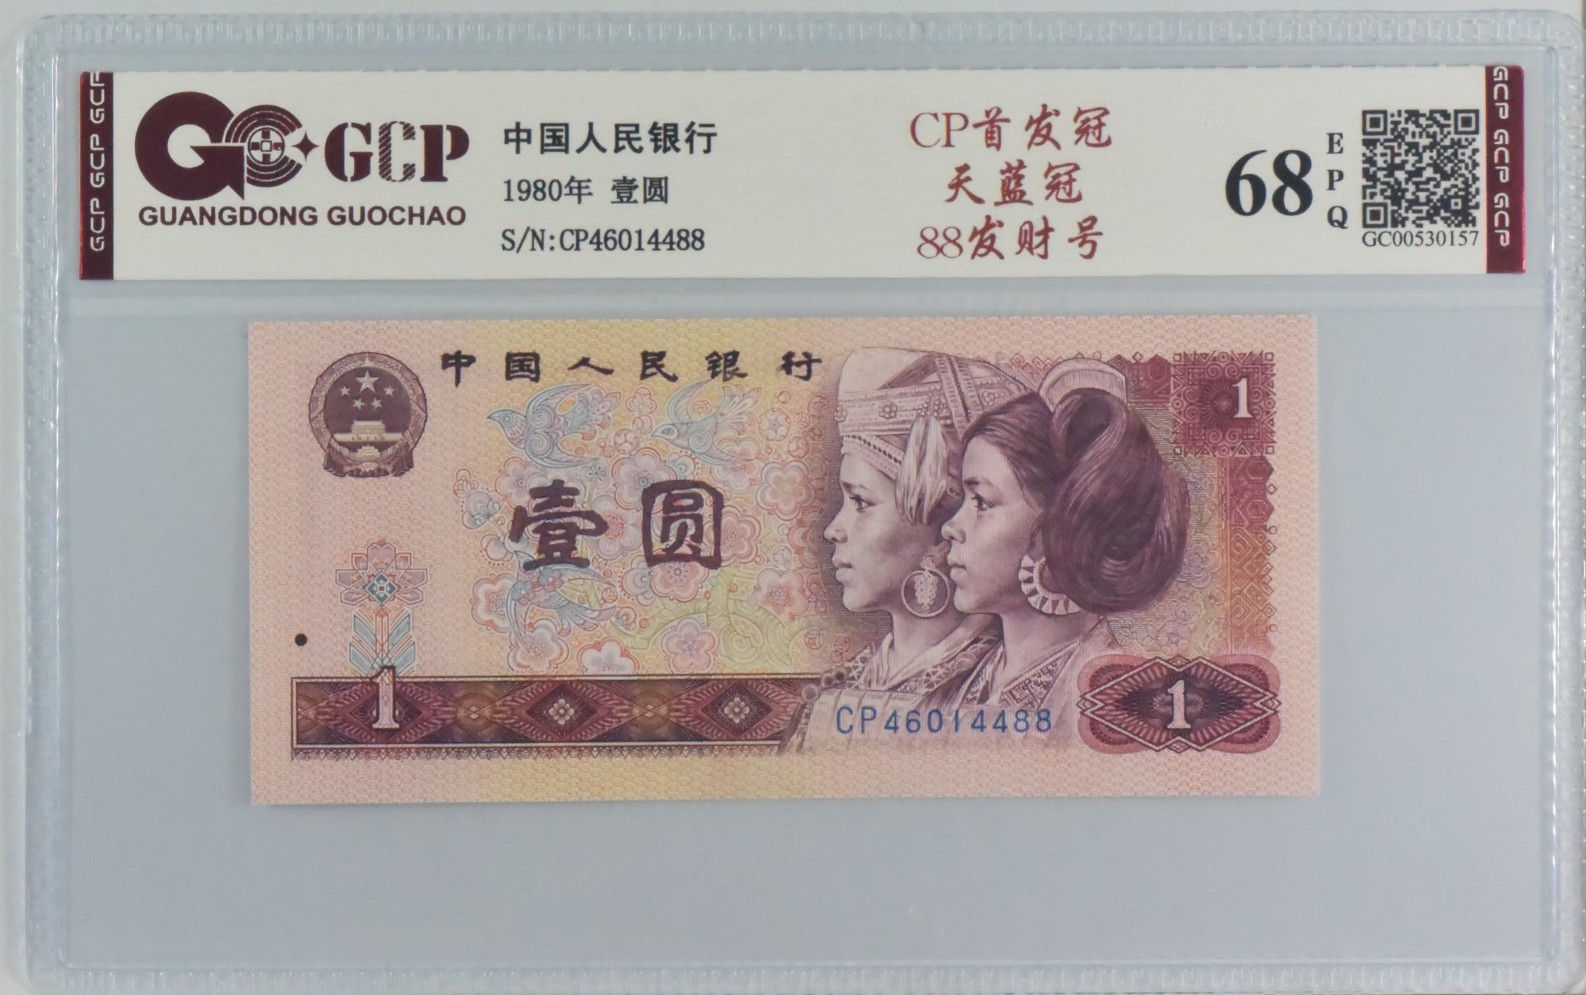 GCP GCP GCP
GCP
GUANGDONG GUOCHAO
中国人民银行
1980年 壹圆
S/N:CP46014488
CP首发冠
天蓝冠
88发财号
68
EPQ
GC00530157
GCP GCP GCP
中国人民银行
1
壹圆
1
CP46014488
1